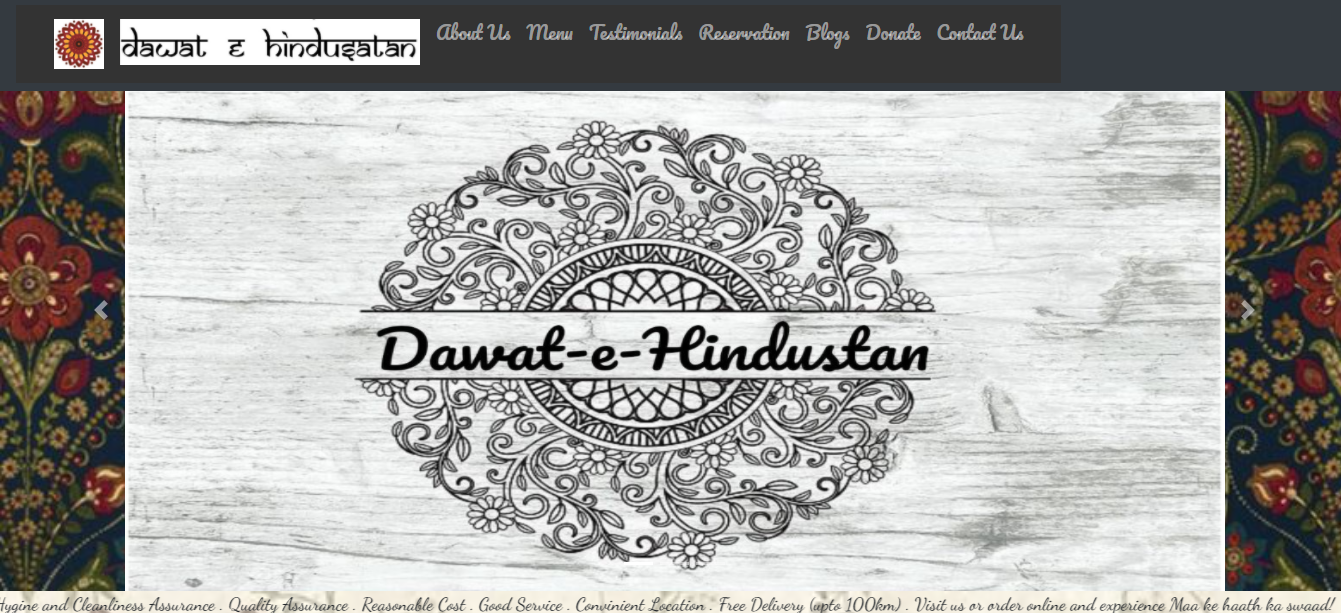 dawat e hindusatan
About Us Menu Testimonials Reservation Blogs Donate Contact Us
Dawat-e-Hindustan
Hygine and Cleanliness Assurance . Quality Assurance . Reasonable Cost . Good Service . Convinient Location . Free Delivery (upto 100km) . Visit us or order online and experience Maa ke haath ka swaad!